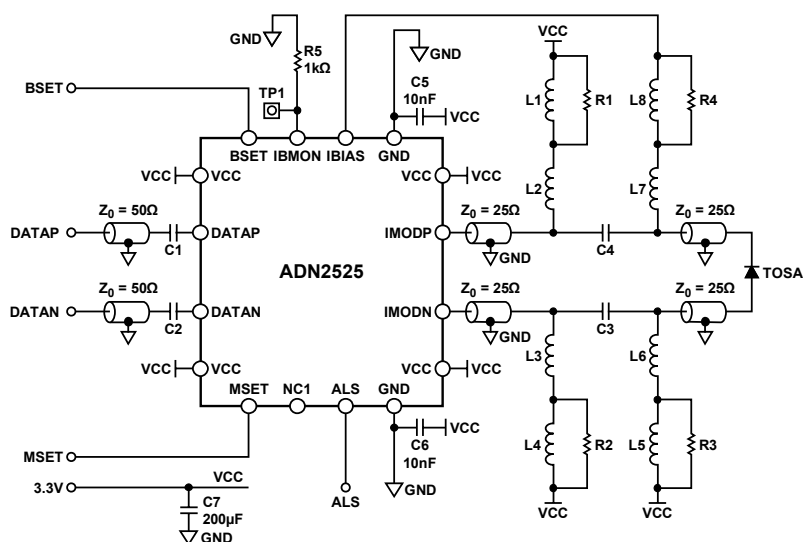 GND
R5
1kΩ
VCC
GND
C5
10nF
VCC
BSET
TP1
L1
R1
L8
R4
BSET
IBMON
IBIAS
GND
VCC
VCC
VCC
VCC
L2
L7
Z0 = 50Ω
Z0 = 25Ω
Z0 = 25Ω
DATAP
C1
DATAP
IMODP
GND
C4
ADN2525
TOSA
Z0 = 50Ω
Z0 = 25Ω
Z0 = 25Ω
DATAN
C2
DATAN
IMODN
GND
C3
VCC
VCC
VCC
VCC
L3
L6
MSET
NC1
ALS
GND
C6
10nF
VCC
L4
R2
L5
R3
MSET
3.3V
VCC
C7
200µF
GND
ALS
GND
VCC
VCC